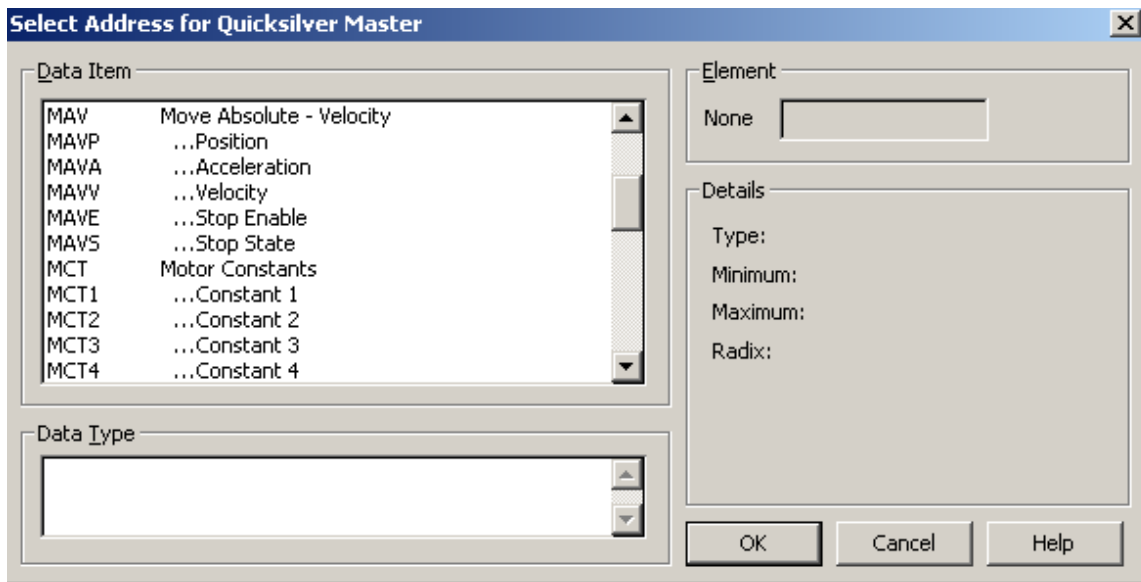 Select Address for Quicksilver Master
Data Item
MAV Move Absolute - Velocity
MAVP ...Position
MAVA ...Acceleration
MAVV ...Velocity
MAVE ...Stop Enable
MAVS ...Stop State
MCT Motor Constants
MCT1 ...Constant 1
MCT2 ...Constant 2
MCT3 ...Constant 3
MCT4 ...Constant 4
Data Type
Element
None
Details
Type:
Minimum:
Maximum:
Radix:
OK Cancel Help